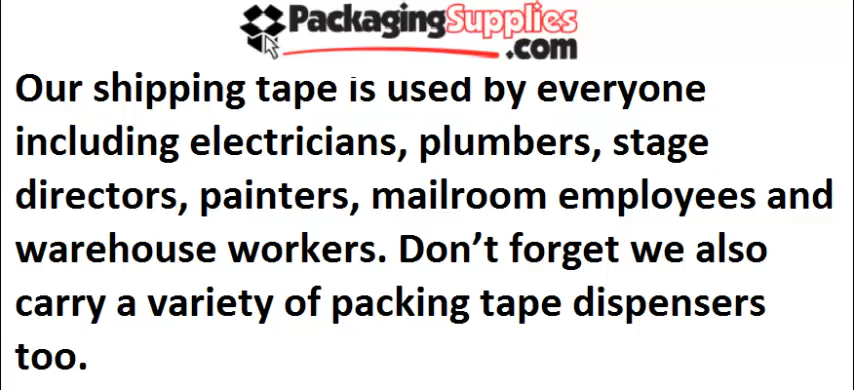 PackagingSupplies
.com
Our shipping tape is used by everyone
including electricians, plumbers, stage
directors, painters, mailroom employees and
warehouse workers. Don’t forget we also
carry a variety of packing tape dispensers
too.